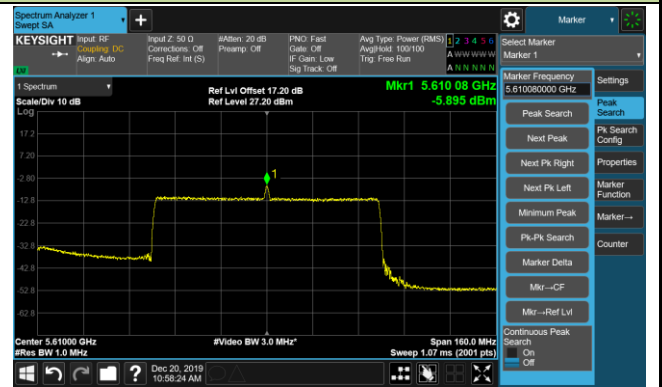 Spectrum Analyzer 1
Swept SA
Marker
KEYSIGHT
Input: RF
Coupling: DC
Align: Auto
Input Z: 50 Ω
Corrections: Off
Freq Ref: Int (S)
#Atten: 20 dB
Preamp: Off
PNO: Fast
Gate: Off
IF Gain: Low
Sig Track: Off
Avg Type: Power (RMS)
Avg|Hold: 100/100
Trig: Free Run
1 2 3 4 5 6
A W W W W W
A N N N N N
Select Marker
Marker 1
1 Spectrum
Scale/Div 10 dB
Log
Ref Lvl Offset 17.20 dB
Ref Level 27.20 dBm
Mkr1 5.610 08 GHz
-5.895 dBm
17.2
7.20
-2.80
-12.8
-22.8
-32.8
-42.8
-52.8
-62.8
1
Center 5.61000 GHz
#Res BW 1.0 MHz
#Video BW 3.0 MHz*
Span 160.0 MHz
Sweep 1.07 ms (2001 pts)
Marker Frequency
5.610080000 GHz
Peak Search
Next Peak
Next Pk Right
Next Pk Left
Minimum Peak
Pk-Pk Search
Marker Delta
Mkr→CF
Mkr→Ref Lvl
Continuous Peak
Search
On
Off
Settings
Peak
Search
Pk Search
Config
Properties
Marker
Function
Marker→
Counter
?
Dec 20, 2019
10:58:24 AM